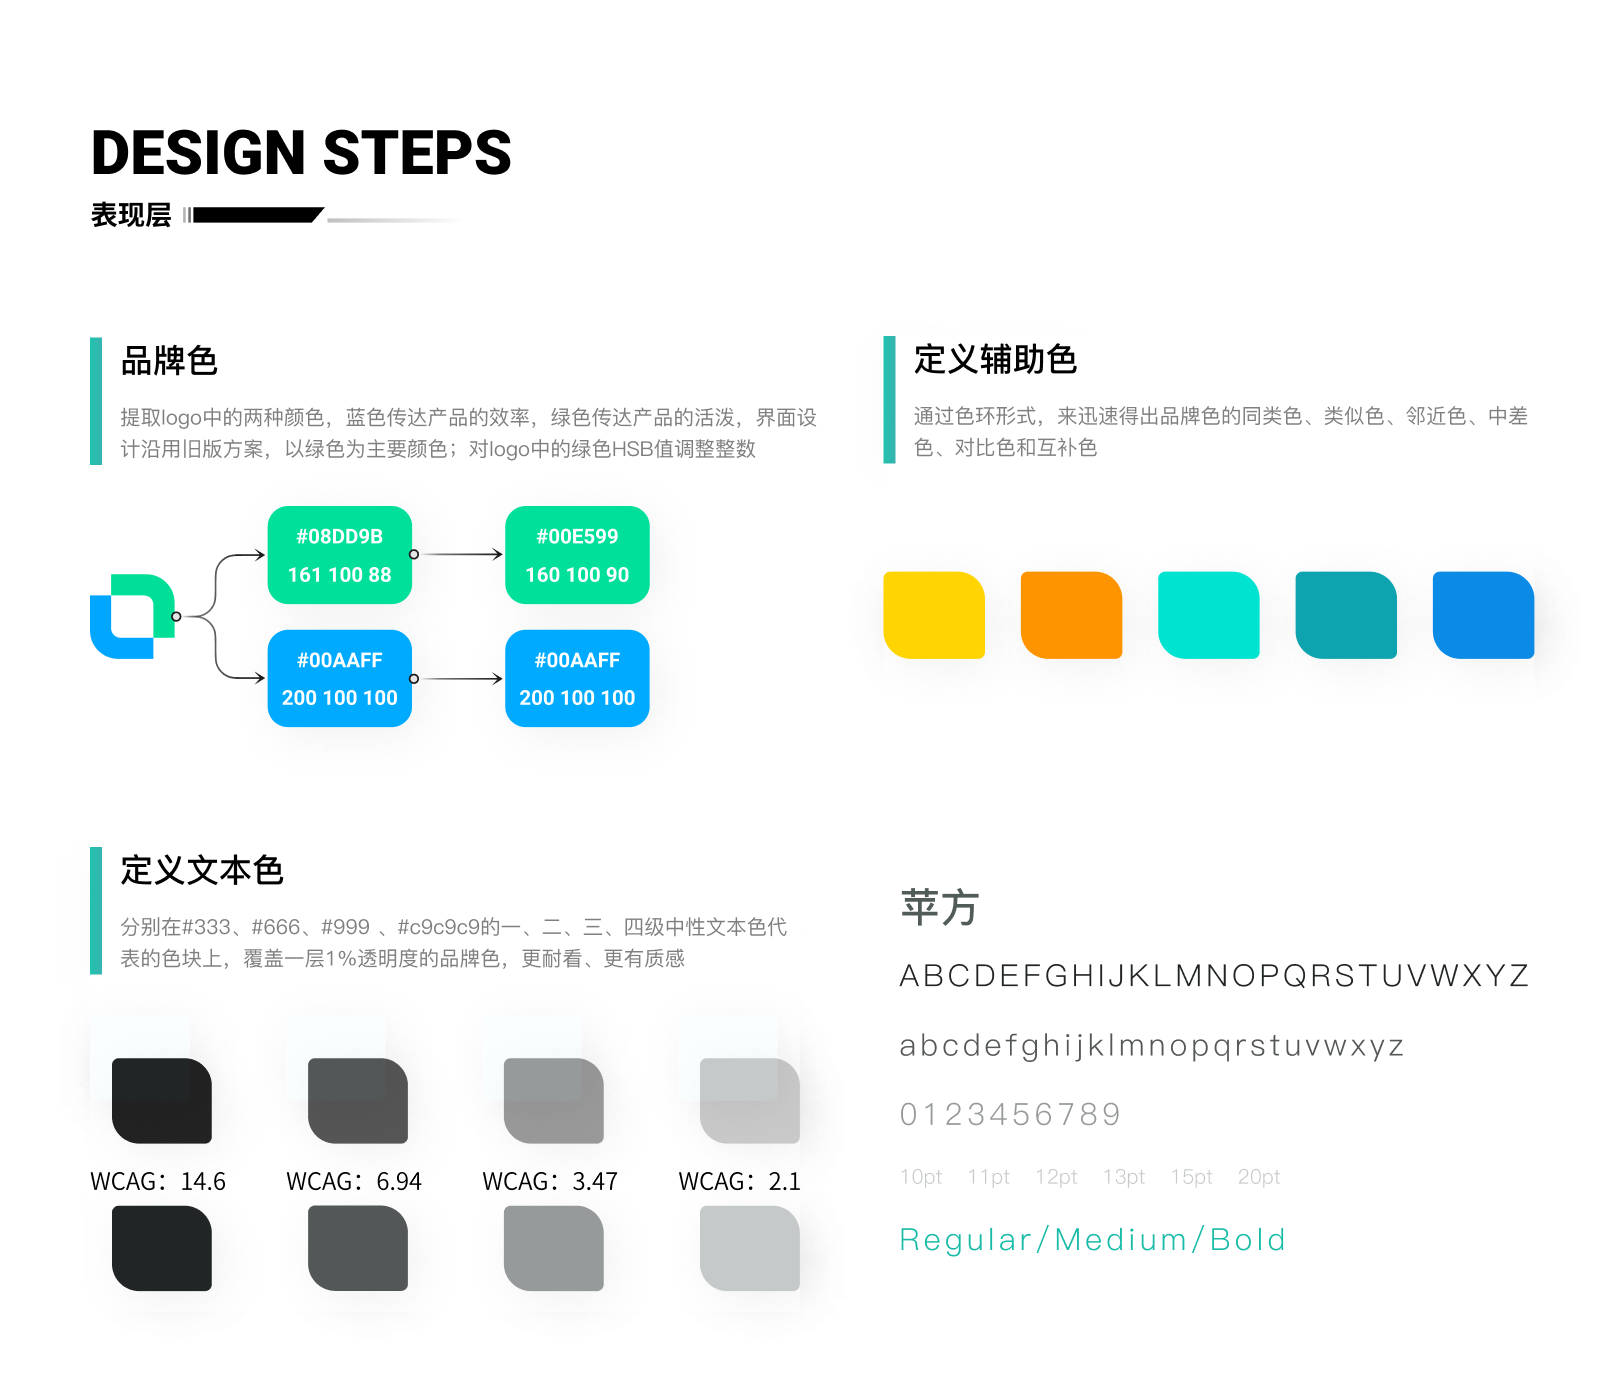 DESIGN STEPS
表现层
品牌色
提取logo中的两种颜色，蓝色传达产品的效率，绿色传达产品的活泼，界面设
计沿用旧版方案，以绿色为主要颜色；对logo中的绿色HSB值调整整数
#08DD9B
161 100 88
#00E599
160 100 90
#00AAFF
200 100 100
#00AAFF
200 100 100
定义辅助色
通过色环形式，来迅速得出品牌色的同类色、类似色、邻近色、中差
色、对比色和互补色
定义文本色
分别在#333、#666、#999 、#c9c9c9的一、二、三、四级中性文本色代
表的色块上，覆盖一层1%透明度的品牌色，更耐看、更有质感
WCAG：14.6
WCAG：6.94
WCAG：3.47
WCAG：2.1
苹方
ABCDEFGHIJKLMNOPQRSTUVWXYZ
abcdefghijklmnopqrstuvwxyz
0123456789
10pt 11pt 12pt 13pt 15pt 20pt
Regular/Medium/Bold